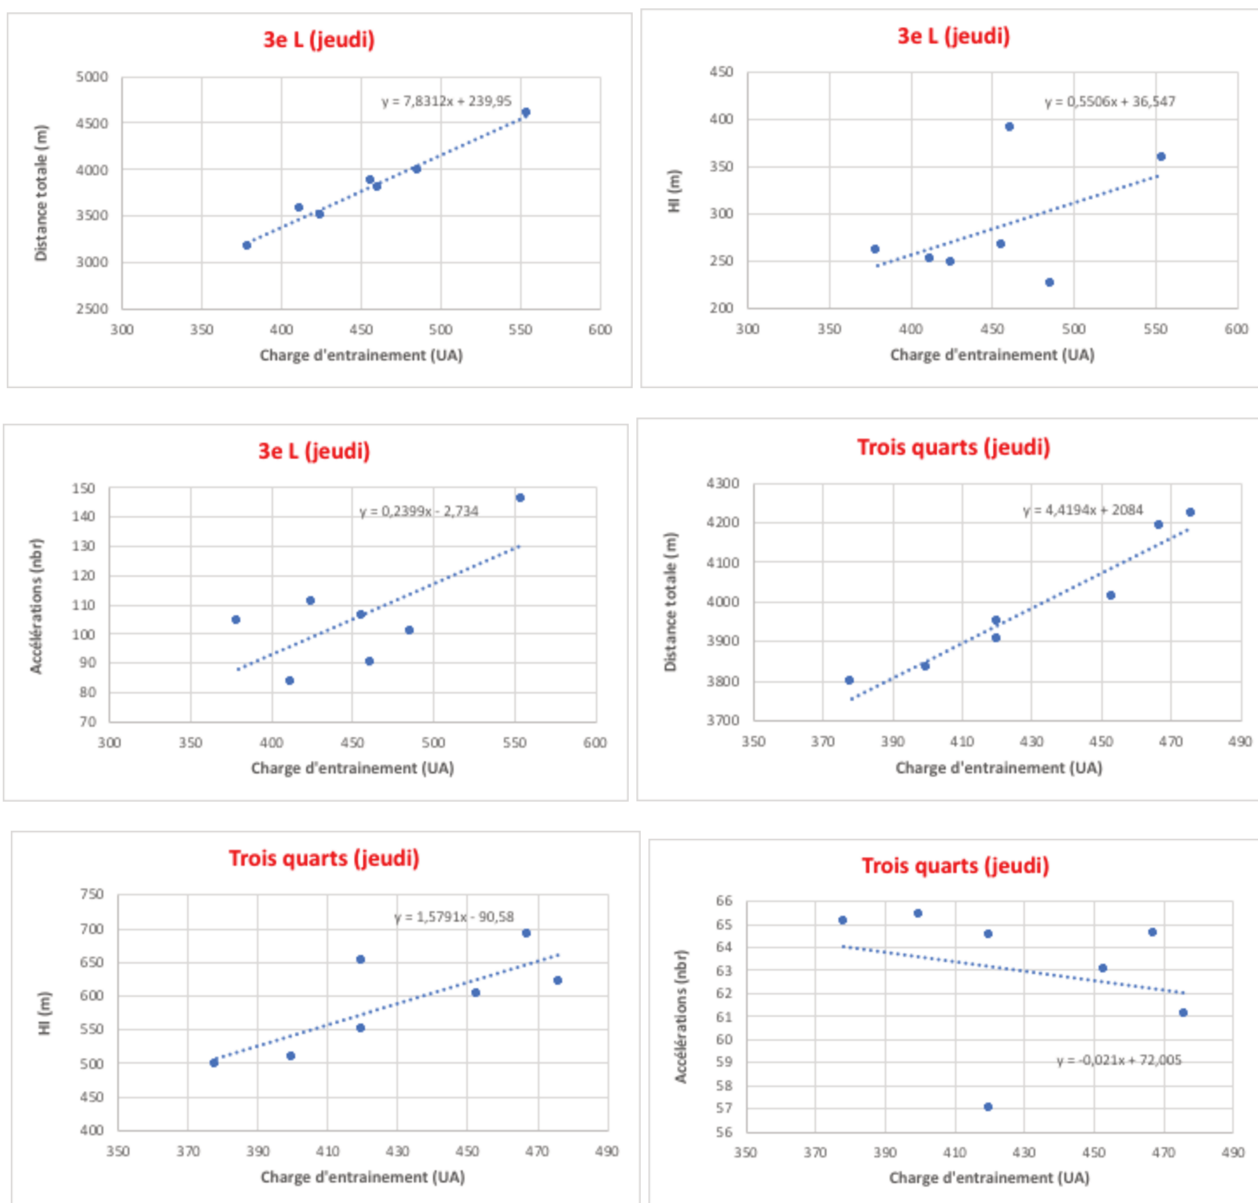 3e L (jeudi)
y = 7,8312x + 239,95
Distance totale (m)
5000
4500
4000
3500
3000
2500
300 350 400 450 500 550 600
Charge d'entrainement (UA)
3e L (jeudi)
y = 0,5506x + 36,547
HI (m)
450
400
350
300
250
200
300 350 400 450 500 550 600
Charge d'entrainement (UA)
3e L (jeudi)
y = 0,2399x - 2,734
Accélérations (nbr)
150
140
130
120
110
100
90
80
70
300 350 400 450 500 550 600
Charge d'entrainement (UA)
Trois quarts (jeudi)
y = 4,4194x + 2084
Distance totale (m)
4300
4200
4100
4000
3900
3800
3700
350 370 390 410 430 450 470 490
Charge d'entrainement (UA)
Trois quarts (jeudi)
y = 1,5791x - 90,58
HI (m)
750
700
650
600
550
500
450
400
350 370 390 410 430 450 470 490
Charge d'entrainement (UA)
Trois quarts (jeudi)
y = -0,021x + 72,005
Accélérations (nbr)
66
65
64
63
62
61
60
59
58
57
56
350 370 390 410 430 450 470 490
Charge d'entrainement (UA)